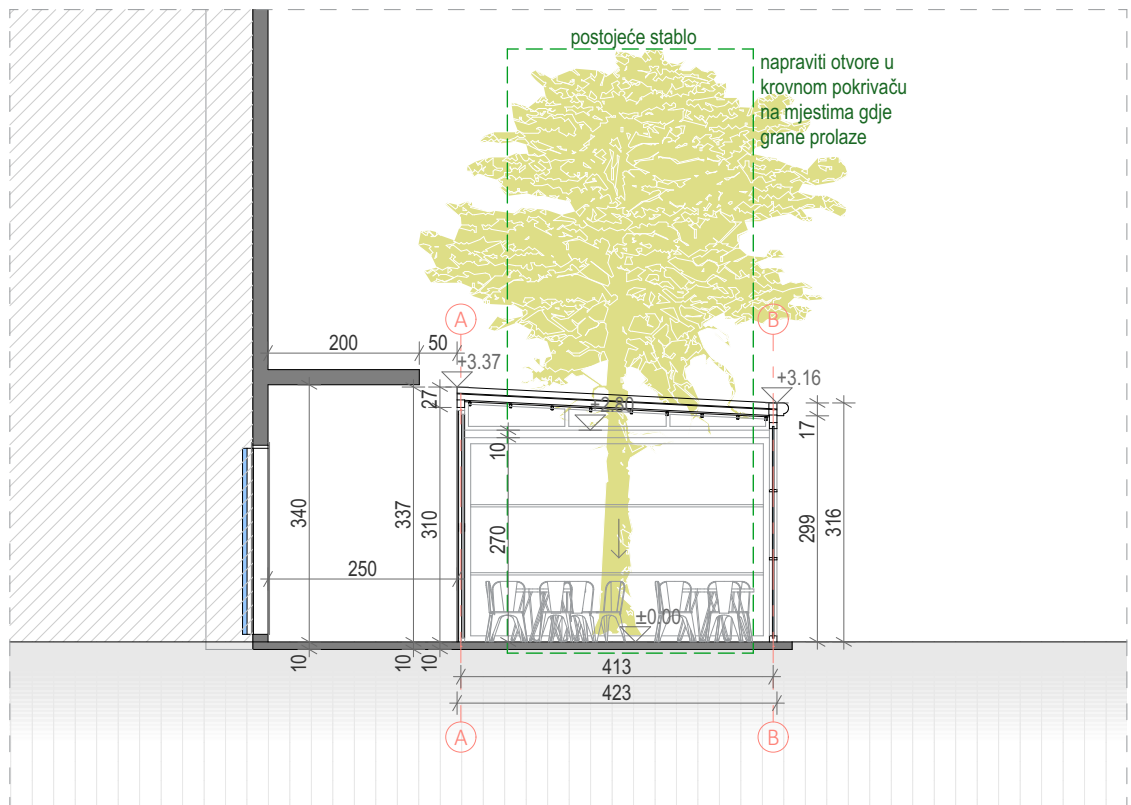 postojeće stablo
napraviti otvore u
krovnom pokrivaču
na mjestima gdje
grane prolaze
A
B
200
50
+3.37
+3.16
27
+2.80
17
10
340
337
310
270
299
316
250
±0.00
10
10
10
413
423
A
B